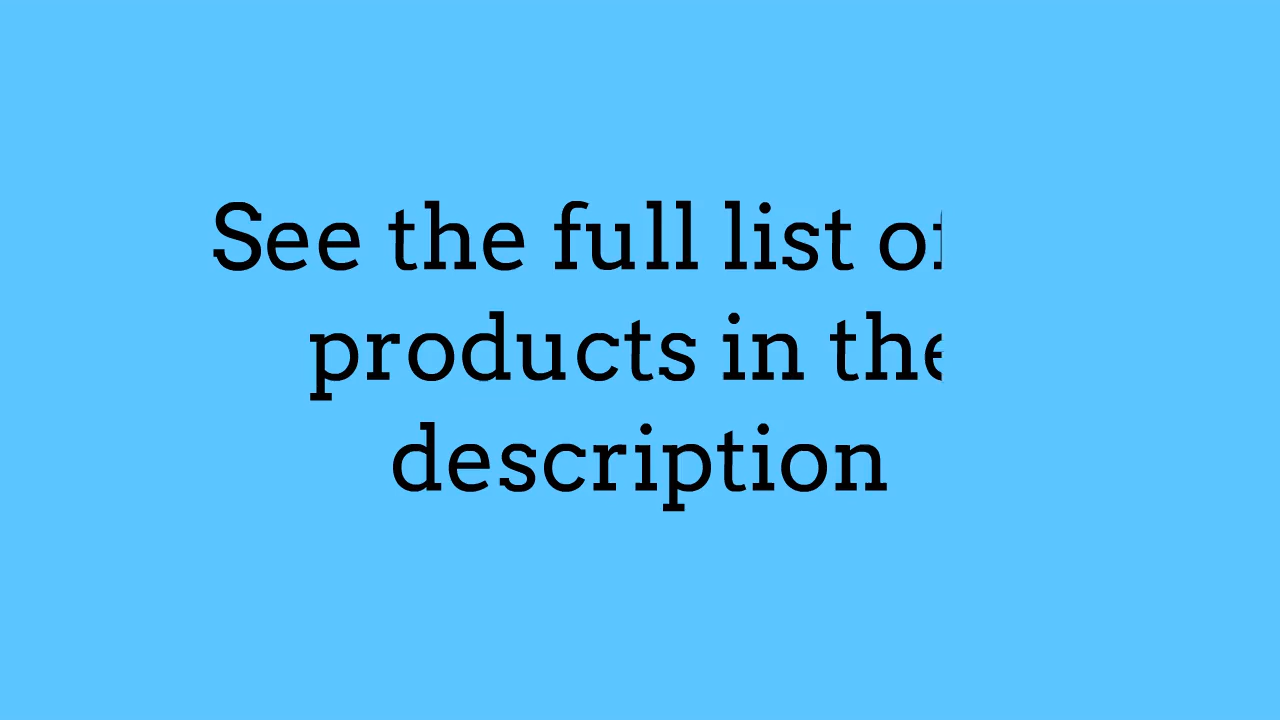 See the full list of
products in the
description